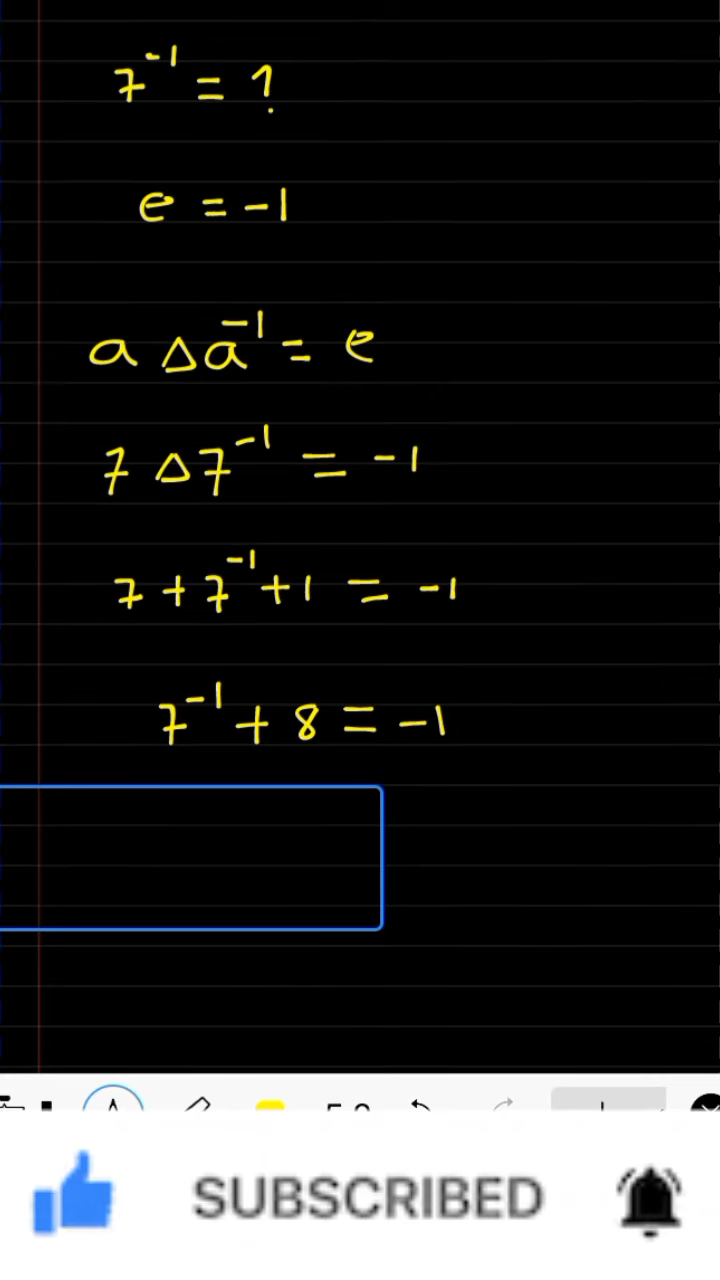 7⁻¹ = ?
e = -1
a Δ a⁻¹ = e
7 Δ 7⁻¹ = -1
7 + 7⁻¹ + 1 = -1
7⁻¹ + 8 = -1
SUBSCRIBED